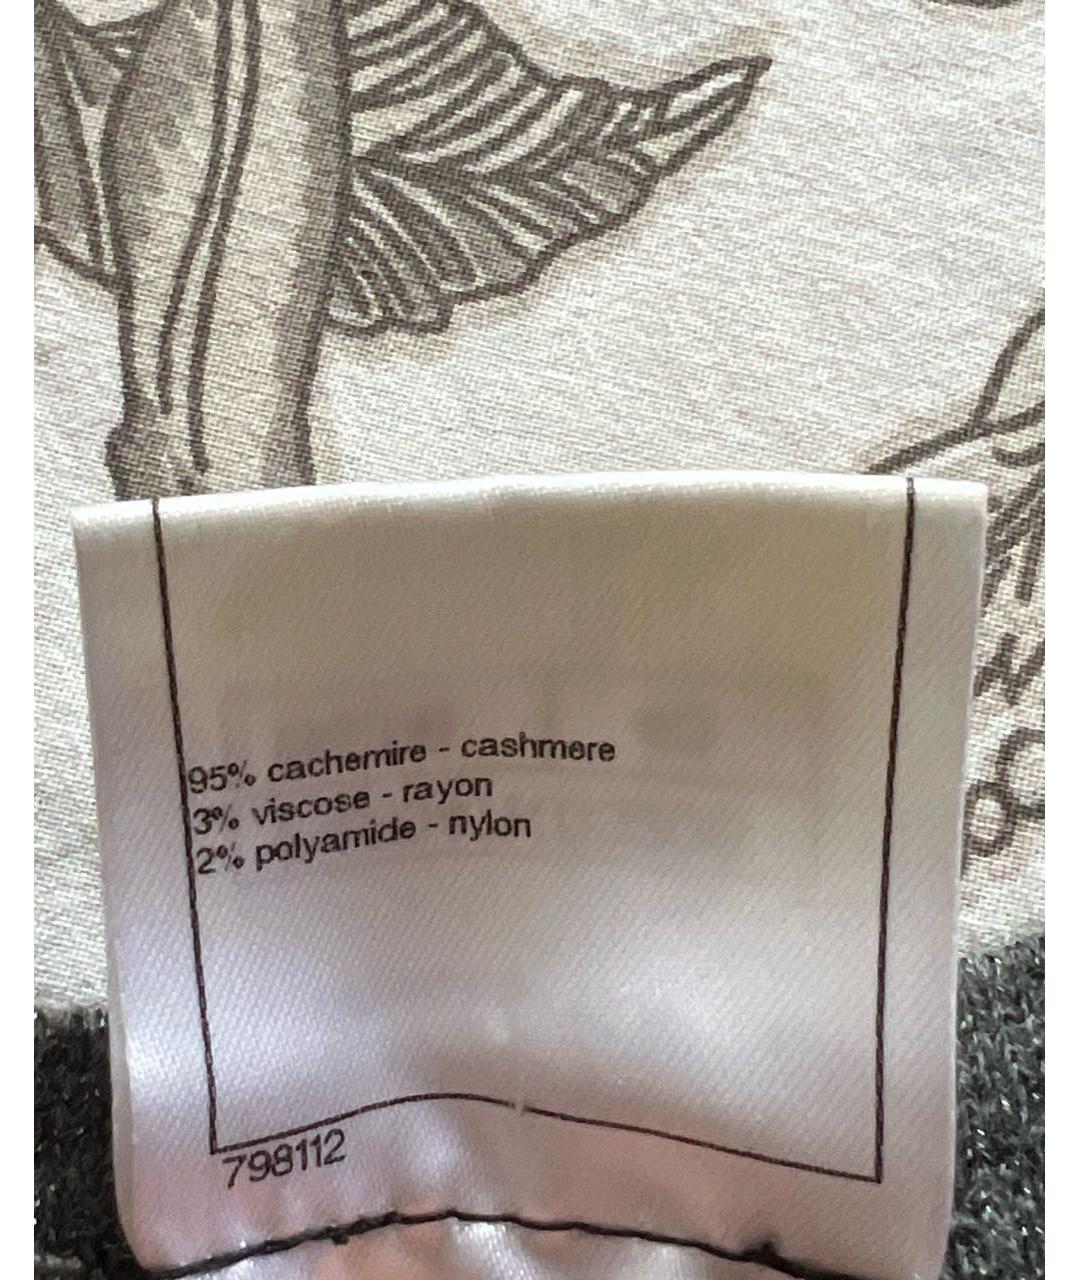 95% cachemire - cashmere
3% viscose - rayon
2% polyamide - nylon
798112